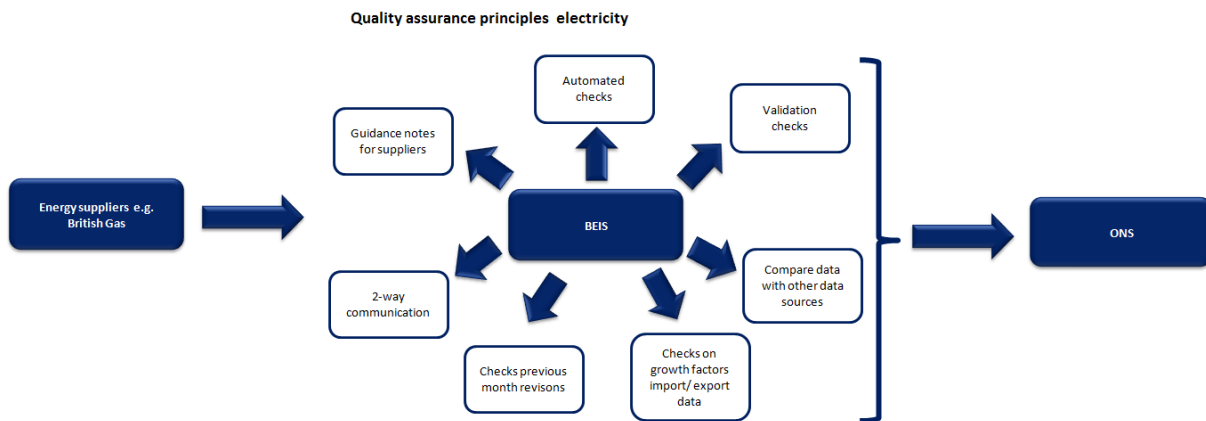 Quality assurance principles electricity
Automated
checks
Validation
checks
Guidance notes
for suppliers
Energy suppliers e.g.
British Gas
BEIS
ONS
2-way
communication
Compare data
with other data
sources
Checks previous
month revisons
Checks on
growth factors
import/ export
data